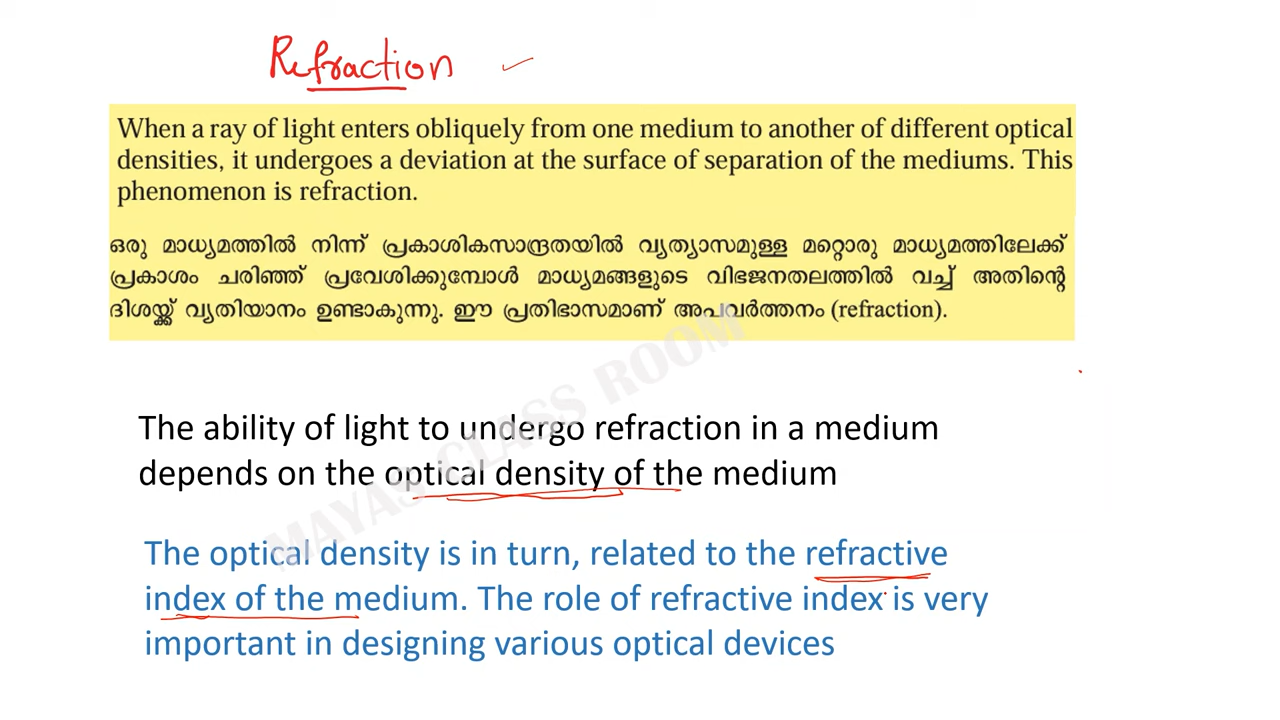 Refraction
When a ray of light enters obliquely from one medium to another of different optical
densities, it undergoes a deviation at the surface of separation of the mediums. This
phenomenon is refraction.
ഒരു മാധ്യമത്തിൽ നിന്ന് പ്രകാശികസാന്ദ്രതയിൽ വ്യത്യാസമുള്ള മറ്റൊരു മാധ്യമത്തിലേക്ക്
പ്രകാശം ചരിഞ്ഞ് പ്രവേശിക്കുമ്പോൾ മാധ്യമങ്ങളുടെ വിഭജനതലത്തിൽ വച്ച് അതിന്റെ
ദിശയ്ക്ക് വ്യതിയാനം ഉണ്ടാകുന്നു. ഈ പ്രതിഭാസമാണ് അപവർത്തനം (refraction).
MAYAS CLASS ROOM
The ability of light to undergo refraction in a medium
depends on the optical density of the medium
The optical density is in turn, related to the refractive
index of the medium. The role of refractive index is very
important in designing various optical devices